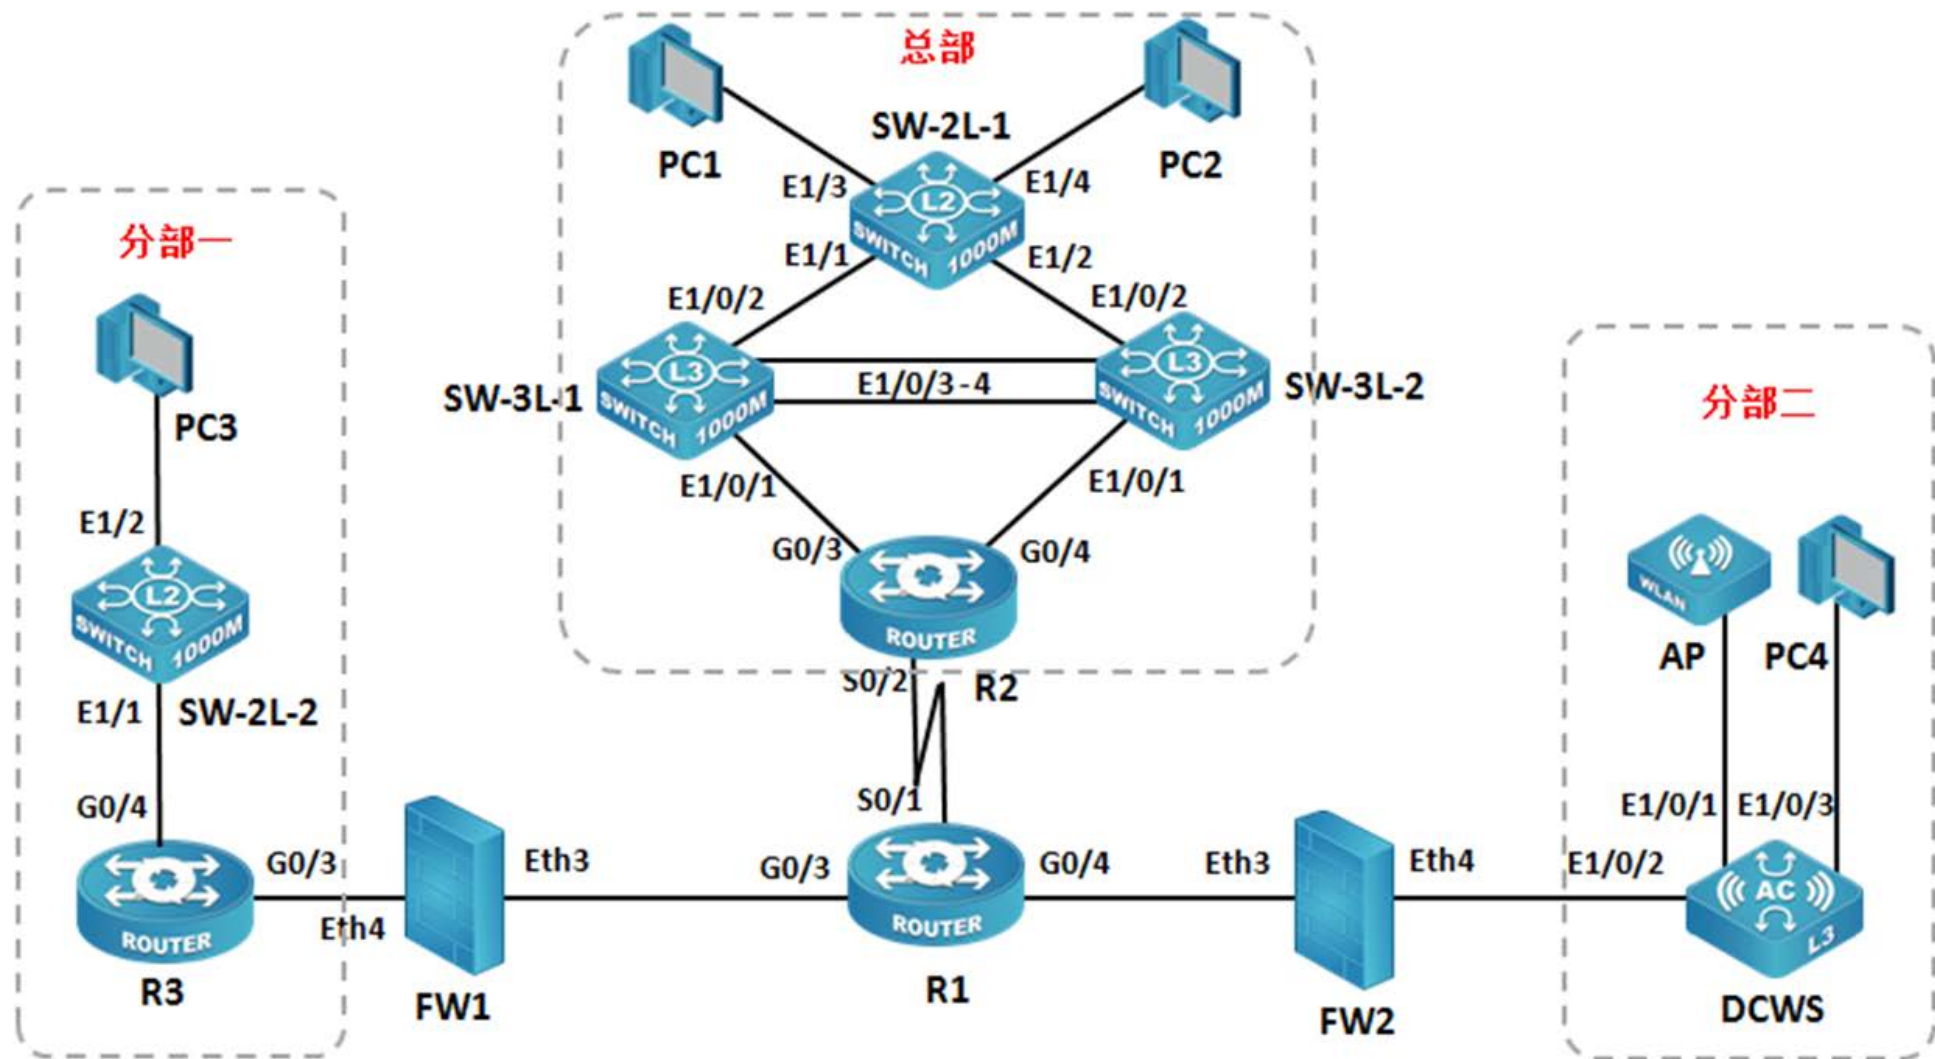 总部
PC1
SW-2L-1
PC2
E1/3
E1/4
L2
SWITCH 1000M
E1/1
E1/2
E1/0/2
E1/0/2
L3
SWITCH 1000M
SW-3L-1
E1/0/3-4
L3
SWITCH 1000M
SW-3L-2
E1/0/1
E1/0/1
G0/3
G0/4
ROUTER
S0/2
R2
分部一
PC3
E1/2
L2
SWITCH 1000M
E1/1
SW-2L-2
G0/4
G0/3
ROUTER
R3
Eth4
FW1
Eth3
G0/3
S0/1
G0/4
ROUTER
R1
Eth3
FW2
Eth4
分部二
WLAN
AP
PC4
E1/0/1
E1/0/3
E1/0/2
AC
L3
DCWS